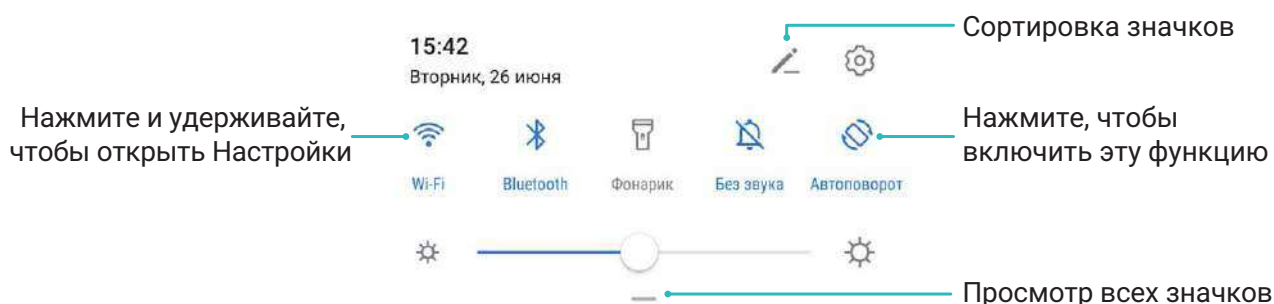 Сортировка значков
15:42
Вторник, 26 июня
Нажмите и удерживайте,
чтобы открыть Настройки
Нажмите, чтобы
включить эту функцию
Wi-Fi
Bluetooth
Фонарик
Без звука
Автоповорот
Просмотр всех значков